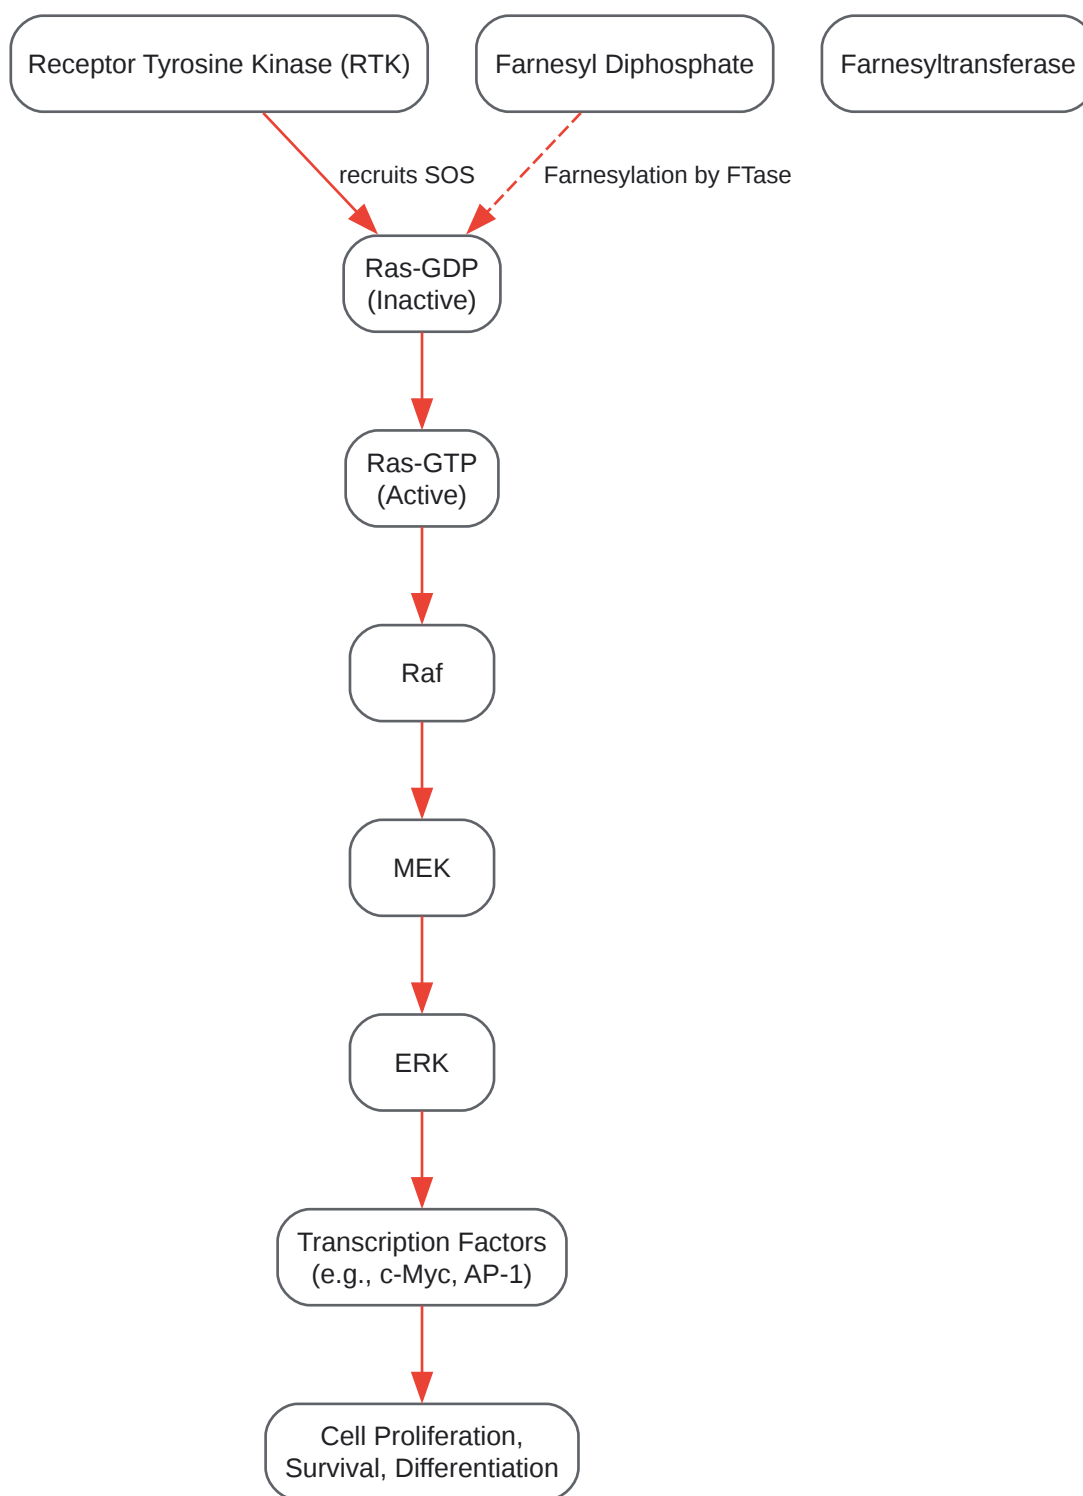 Receptor Tyrosine Kinase (RTK)
Farnesyl Diphosphate
Farnesyltransferase
recruits SOS
Farnesylation by FTase
Ras-GDP
(Inactive)
Ras-GTP
(Active)
Raf
MEK
ERK
Transcription Factors
(e.g., c-Myc, AP-1)
Cell Proliferation,
Survival, Differentiation